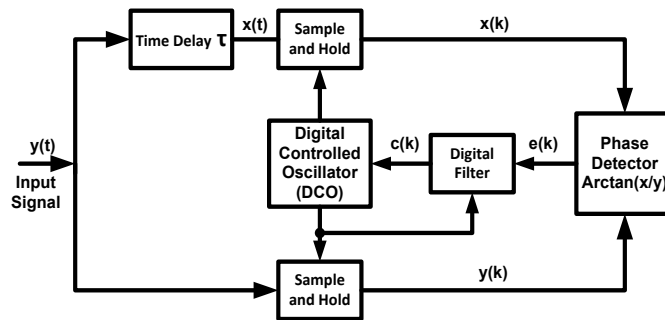 x(t)
x(k)
Time Delay τ
Sample
and Hold
y(t)
Input
Signal
Digital
Controlled
Oscillator
(DCO)
c(k)
Digital
Filter
e(k)
Phase
Detector
Arctan(x/y)
Sample
and Hold
y(k)